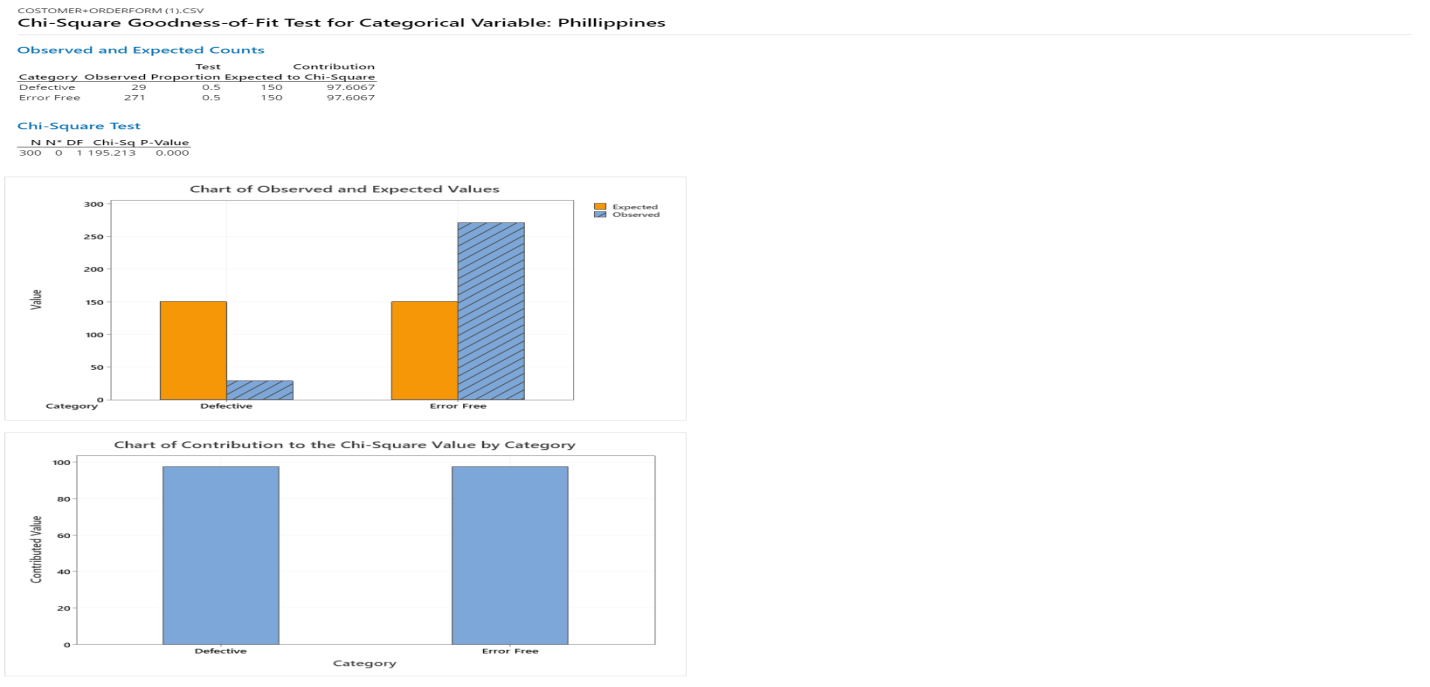 COSTOMER+ORDERFORM (1).CSV
Chi-Square Goodness-of-Fit Test for Categorical Variable: Phillippines
Observed and Expected Counts
Test Contribution
Category Observed Proportion Expected to Chi-Square
Defective 29 0.5 150 97.6067
Error Free 271 0.5 150 97.6067
Chi-Square Test
N N* DF Chi-Sq P-Value
300 0 1 195.213 0.000
Chart of Observed and Expected Values
Expected
Observed
300
250
200
150
100
50
0
Value
Category Defective Error Free
Chart of Contribution to the Chi-Square Value by Category
100
80
60
40
20
0
Contributed Value
Defective Error Free
Category